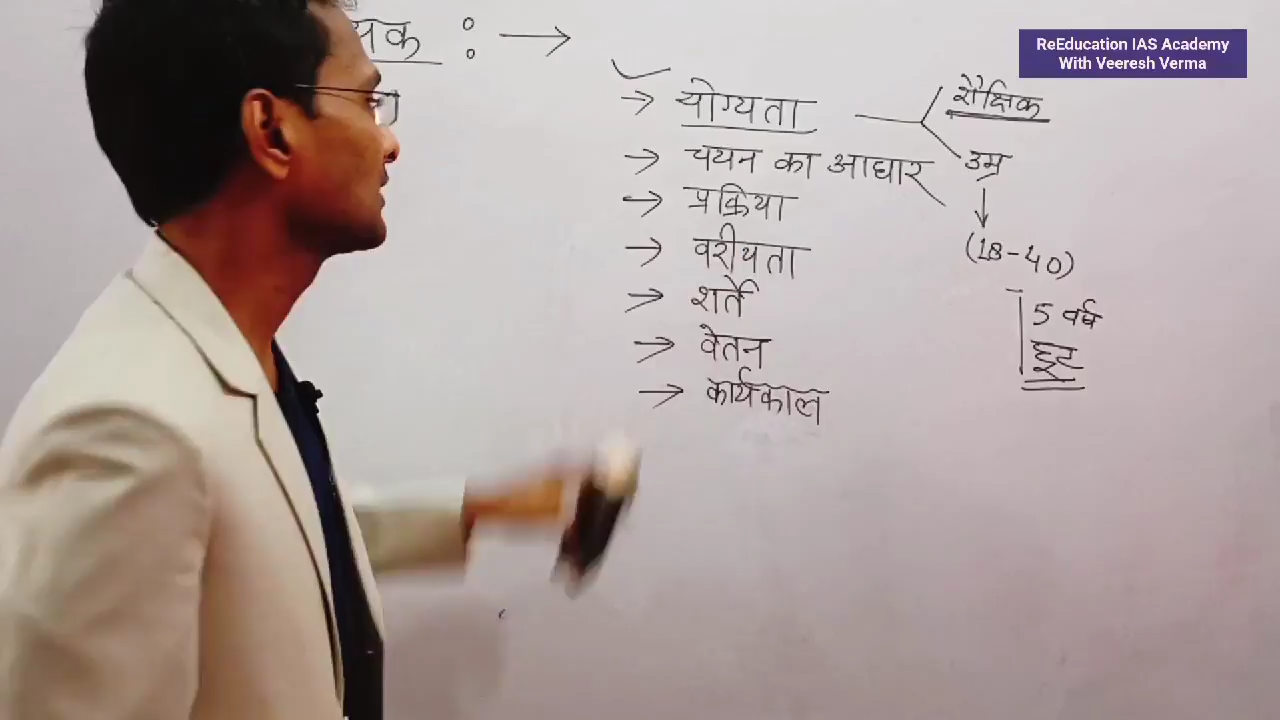 ReEducation IAS Academy
With Veeresh Verma
यक : →
→ योग्यता
→ चयन का आधार
→ प्रक्रिया
→ वरीयता
→ शर्तें
→ वेतन
→ कार्यकाल
शैक्षिक
उम्र
↓
(18-40)
5 वर्ष
छूट